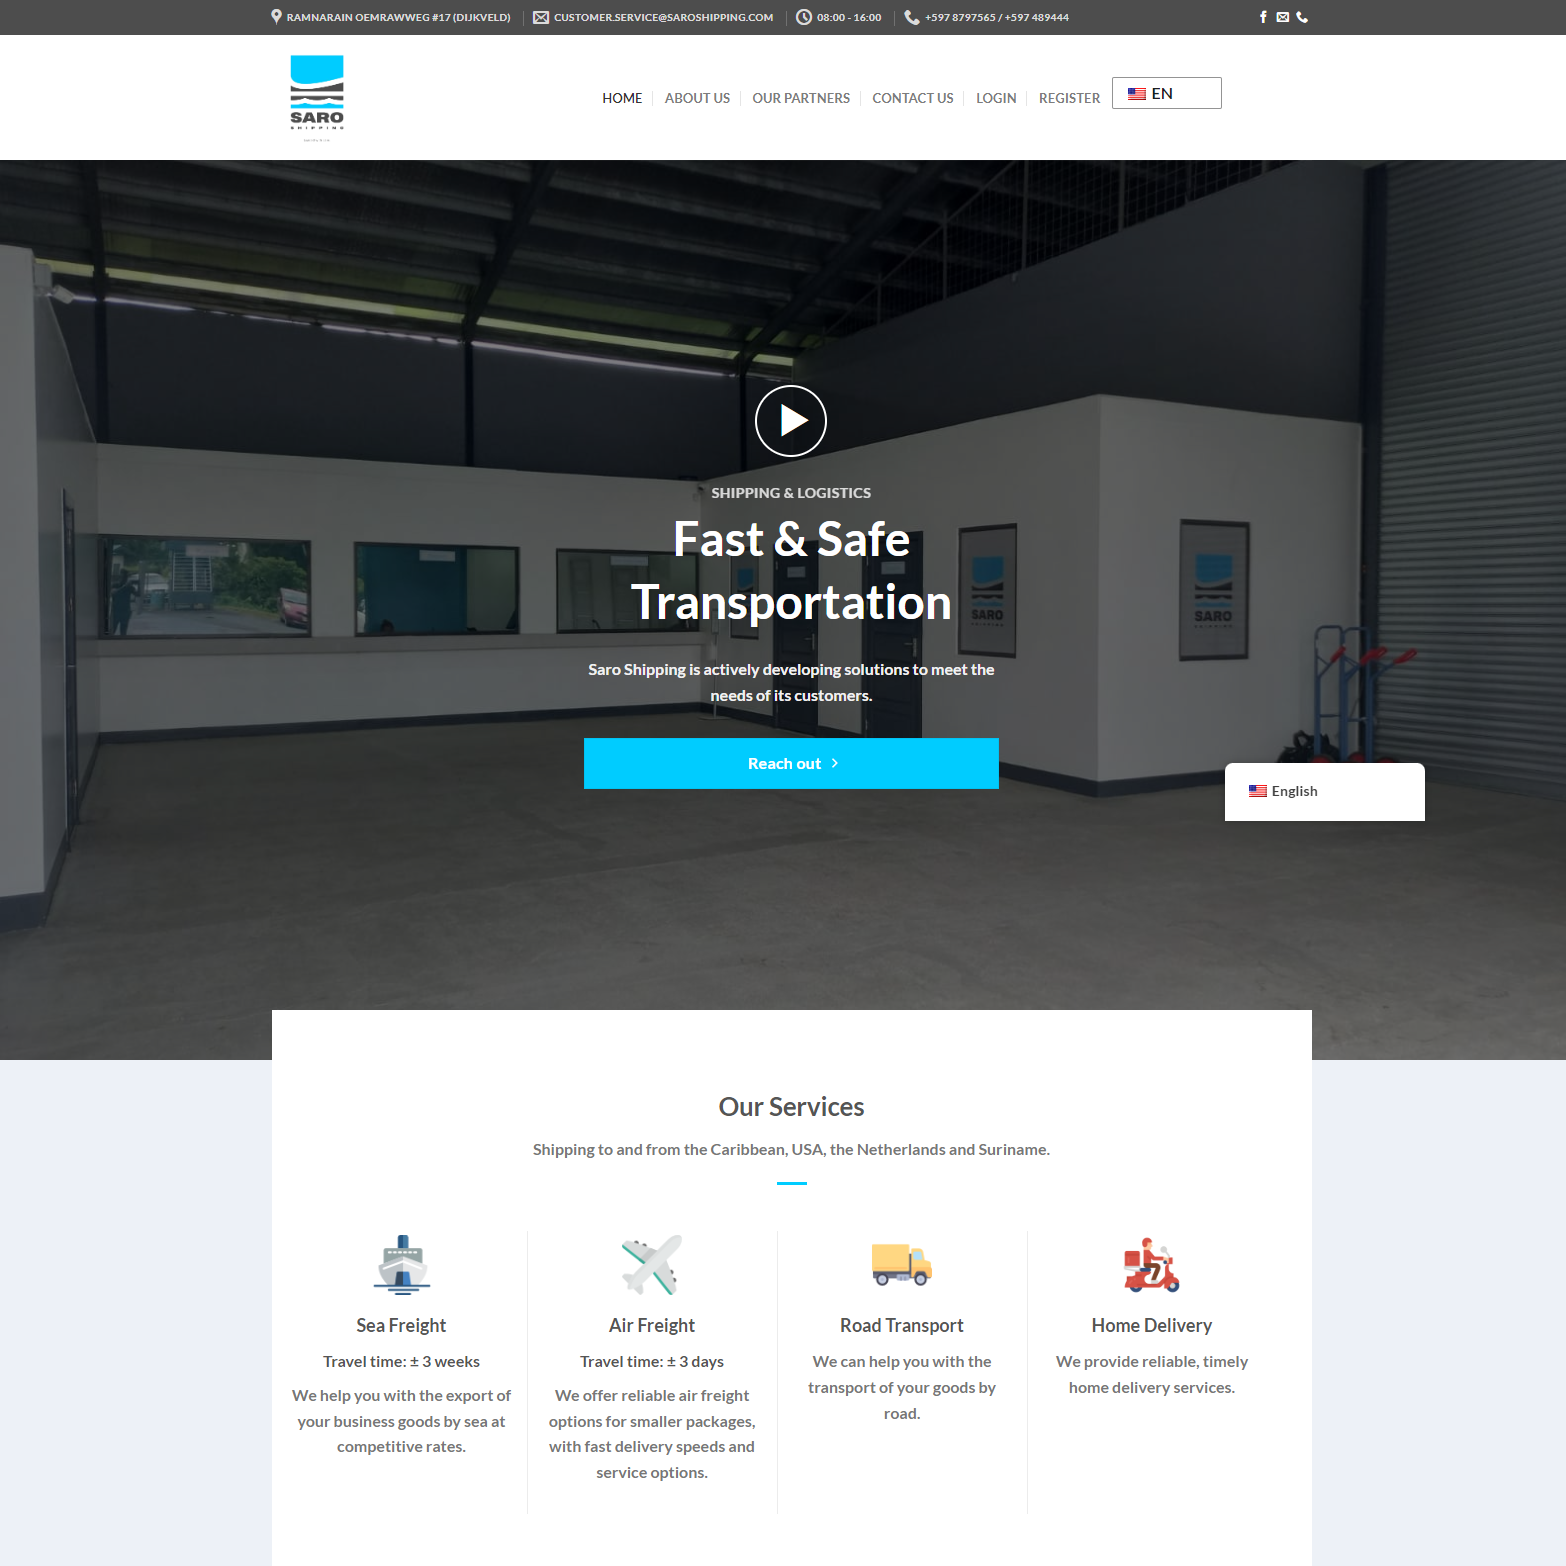 RAMNARAIN OEMRAWWEG #17 (DIJKVELD)
CUSTOMER.SERVICE@SAROSHIPPING.COM
08:00 - 16:00
+597 8797565 / +597 489444
SARO
SHIPPING
HOME
ABOUT US
OUR PARTNERS
CONTACT US
LOGIN
REGISTER
EN
SHIPPING & LOGISTICS
Fast & Safe
Transportation
SARO
SHIPPING
SARO
SHIPPING
Saro Shipping is actively developing solutions to meet the
needs of its customers.
Reach out
English
Our Services
Shipping to and from the Caribbean, USA, the Netherlands and Suriname.
Sea Freight
Travel time: ± 3 weeks
We help you with the export of
your business goods by sea at
competitive rates.
Air Freight
Travel time: ± 3 days
We offer reliable air freight
options for smaller packages,
with fast delivery speeds and
service options.
Road Transport
We can help you with the
transport of your goods by
road.
Home Delivery
We provide reliable, timely
home delivery services.